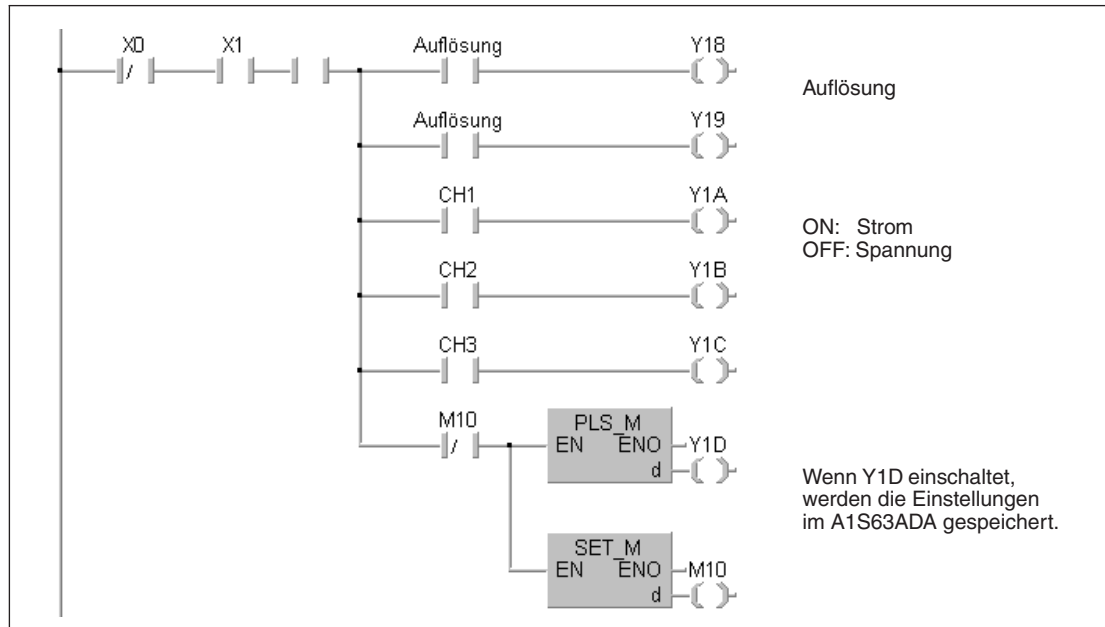 X0 X1 Auflösung Y18
Auflösung
Auflösung Y19
CH1 Y1A
ON: Strom
OFF: Spannung
CH2 Y1B
CH3 Y1C
M10 PLS_M
EN ENO Y1D
d
Wenn Y1D einschaltet,
werden die Einstellungen
im A1S63ADA gespeichert.
SET_M
EN ENO M10
d